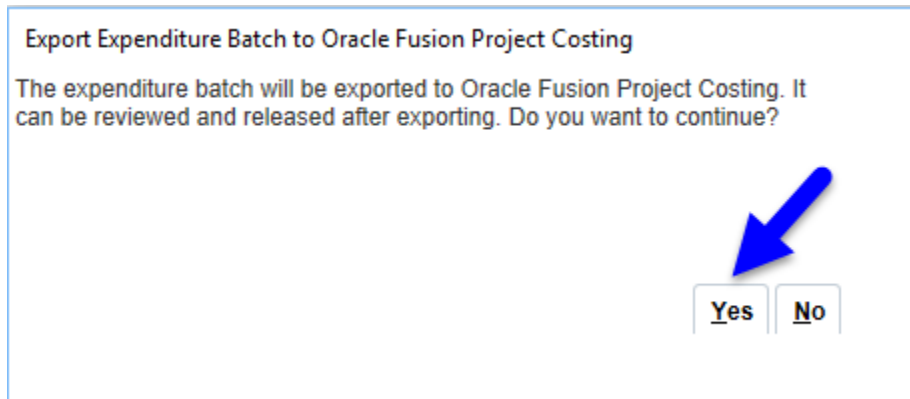 Export Expenditure Batch to Oracle Fusion Project Costing
The expenditure batch will be exported to Oracle Fusion Project Costing. It
can be reviewed and released after exporting. Do you want to continue?
Yes No